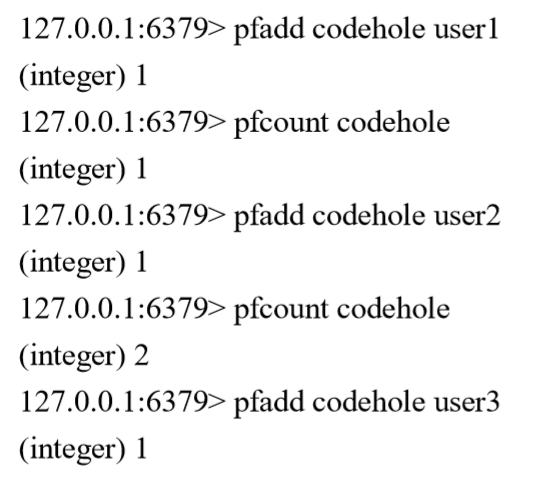 127.0.0.1:6379> pfadd codehole user1
(integer) 1
127.0.0.1:6379> pfcount codehole
(integer) 1
127.0.0.1:6379> pfadd codehole user2
(integer) 1
127.0.0.1:6379> pfcount codehole
(integer) 2
127.0.0.1:6379> pfadd codehole user3
(integer) 1